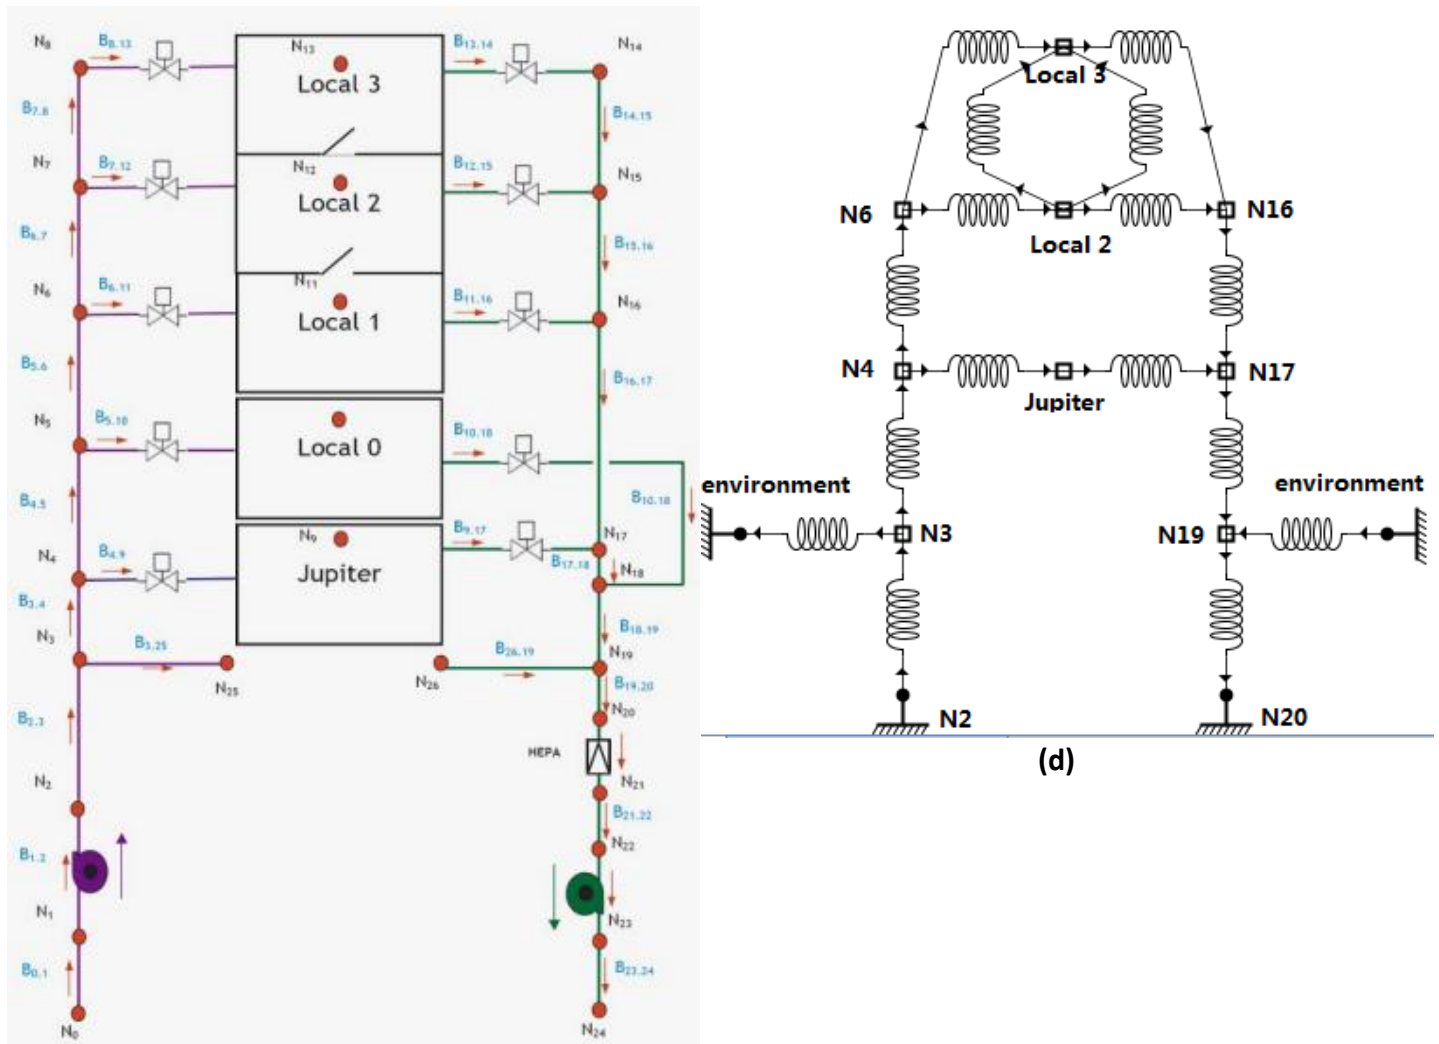 N8
B8.13
N13
B13.14
N14
Local 3
B7.8
B14.15
N7
B7.12
N12
B12.15
N15
Local 2
B6.7
B15.16
N6
B6.11
N11
B11.16
N16
Local 1
B5.6
B16.17
N5
B5.10
B10.18
Local 0
B4.5
B10.18
N4
B4.9
N9
B9.17
N17
B17.18
N18
Jupiter
B3.4
N3
B3.25
B26.19
B18.19
N19
N25
N26
B19.20
N20
B2.3
HEPA
N2
N21
B21.22
N22
B1.2
N1
N23
B0.1
B23.24
N0
N24
Local 3
N6
N16
Local 2
N4
N17
Jupiter
environment
environment
N3
N19
N2
N20
(d)